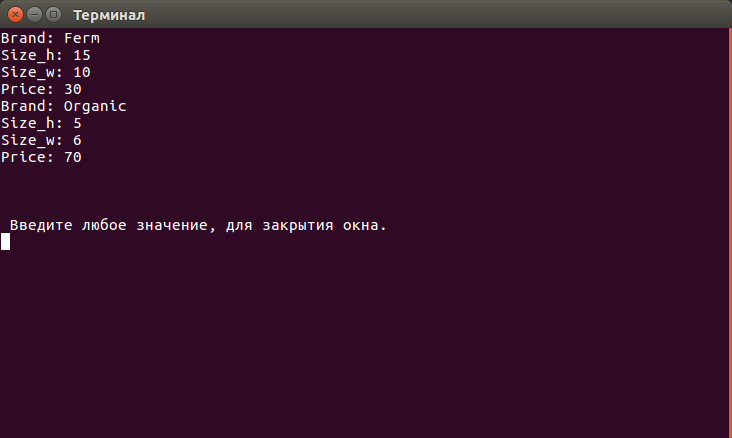 Терминал
Brand: Ferm
Size_h: 15
Size_w: 10
Price: 30
Brand: Organic
Size_h: 5
Size_w: 6
Price: 70
Введите любое значение, для закрытия окна.